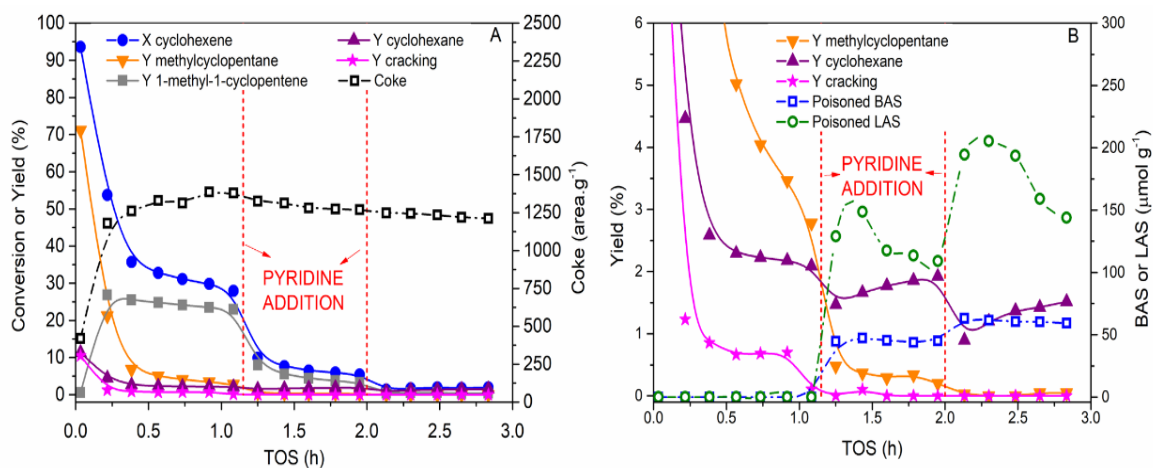 A
X cyclohexene
Y cyclohexane
Y methylcyclopentane
Y cracking
Y 1-methyl-1-cyclopentene
Coke
PYRIDINE
ADDITION
Conversion or Yield (%)
100
90
80
70
60
50
40
30
20
10
0
0.0 0.5 1.0 1.5 2.0 2.5 3.0
TOS (h)
2500
2250
2000
1750
1500
1250
1000
750
500
250
0
Coke (area.g⁻¹)
B
Y methylcyclopentane
Y cyclohexane
Y cracking
Poisoned BAS
Poisoned LAS
PYRIDINE
ADDITION
Yield (%)
6
5
4
3
2
1
0
0.0 0.5 1.0 1.5 2.0 2.5 3.0
TOS (h)
300
250
200
150
100
50
0
BAS or LAS (μmol g⁻¹)